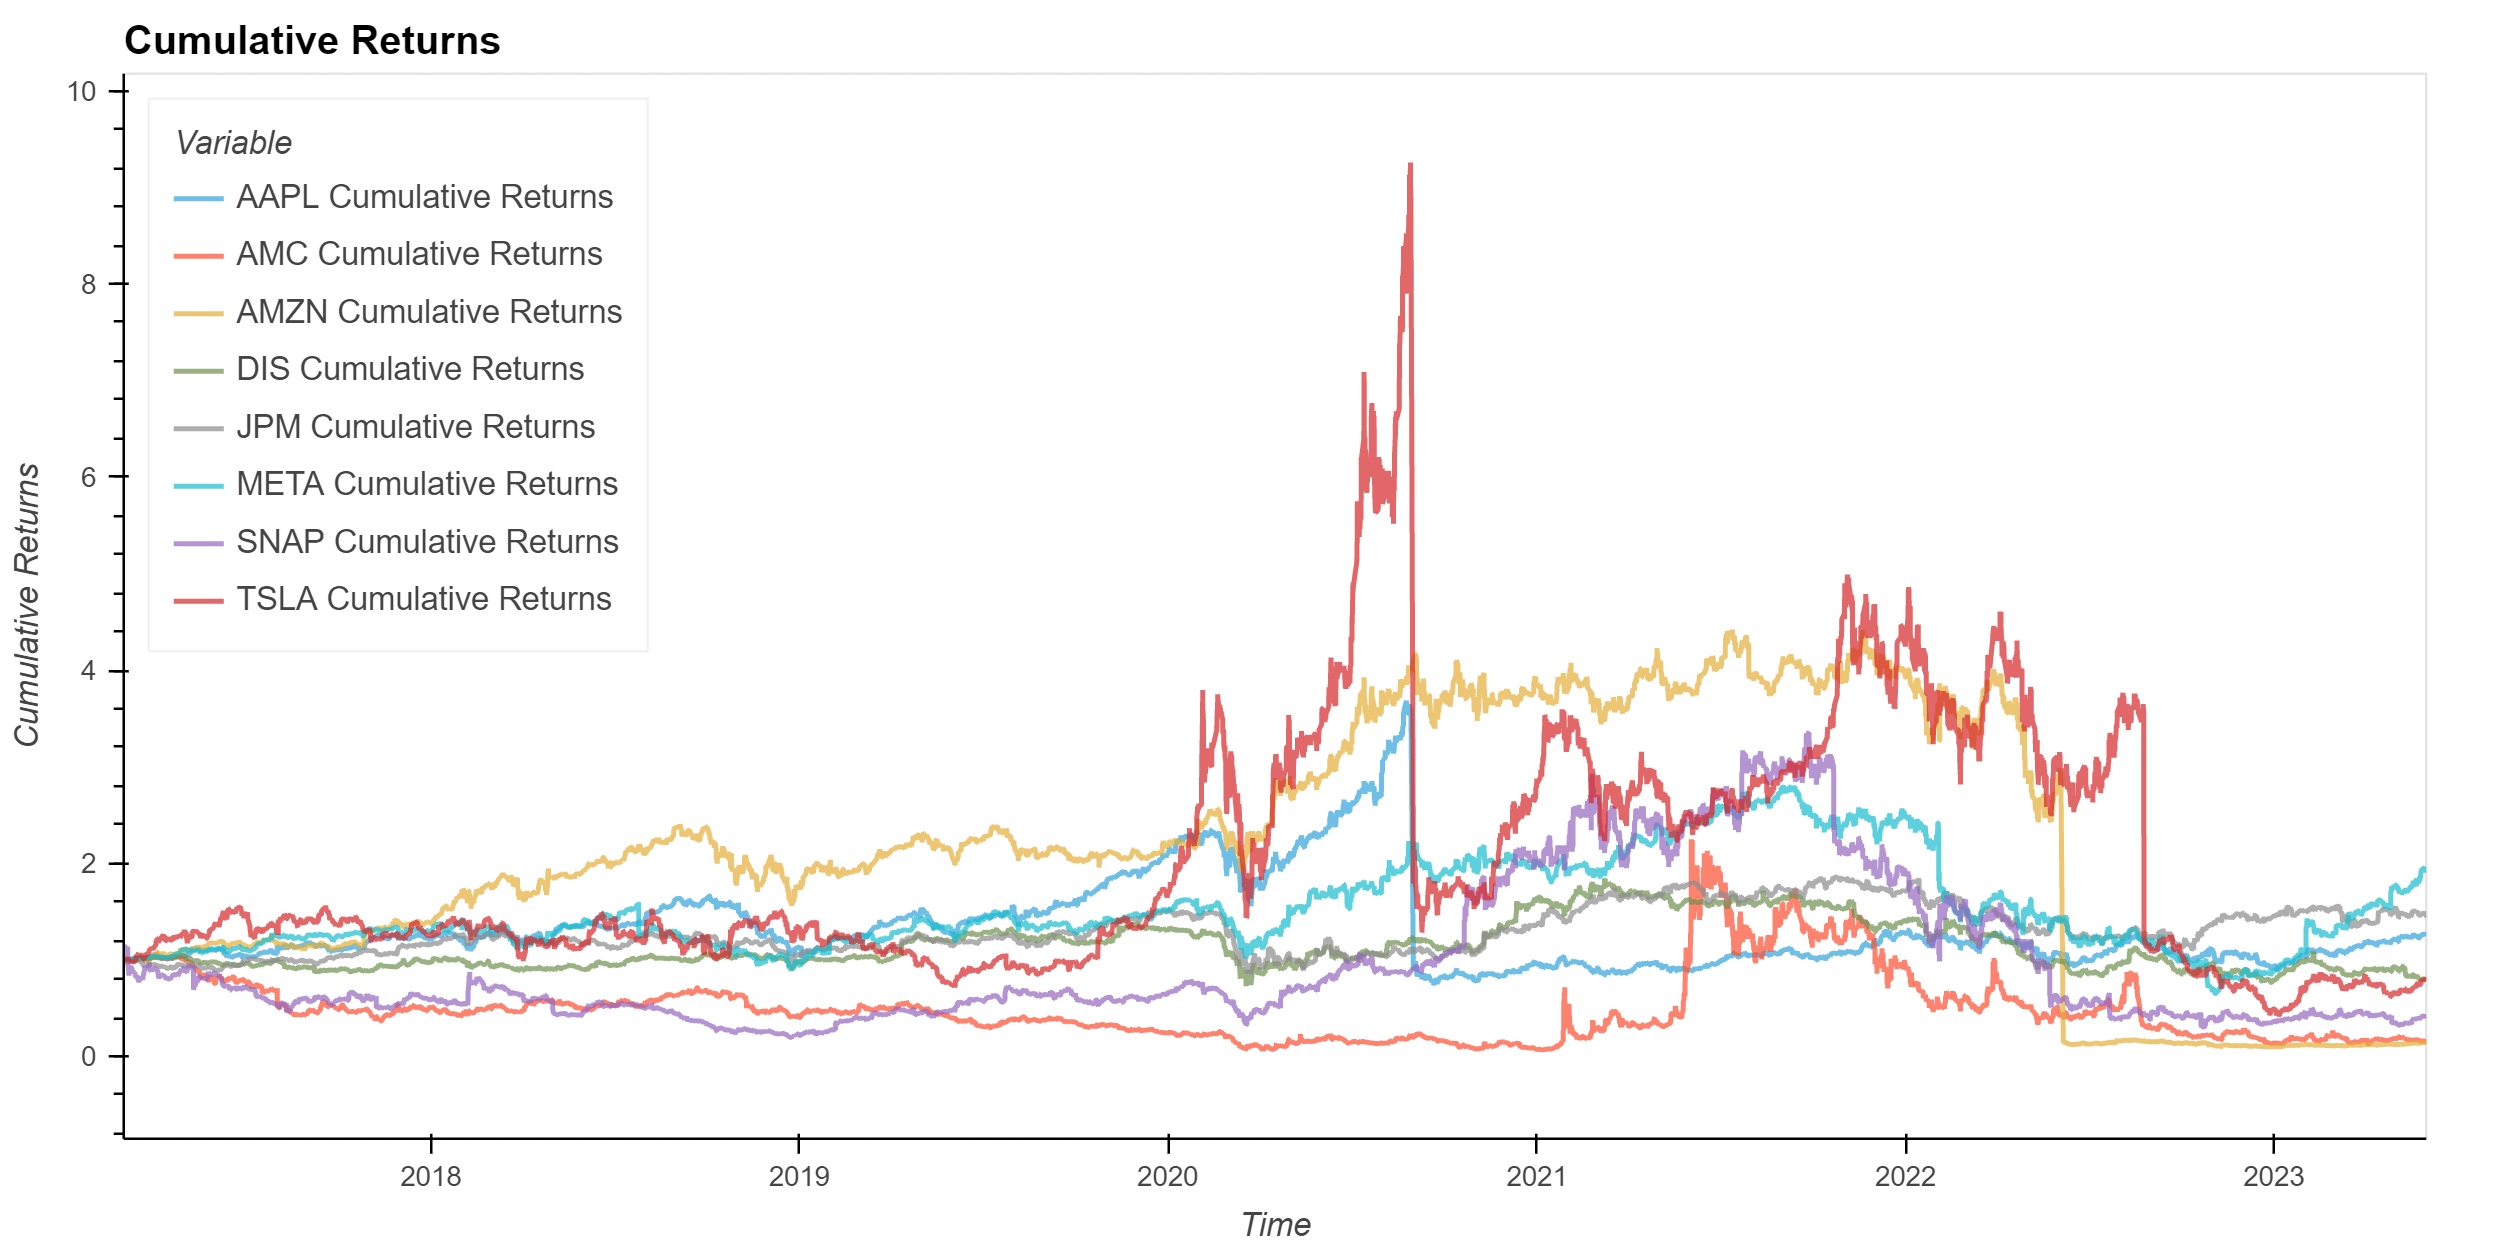 Cumulative Returns
10
8
6
4
2
0
Cumulative Returns
Variable
AAPL Cumulative Returns
AMC Cumulative Returns
AMZN Cumulative Returns
DIS Cumulative Returns
JPM Cumulative Returns
META Cumulative Returns
SNAP Cumulative Returns
TSLA Cumulative Returns
2018 2019 2020 2021 2022 2023
Time